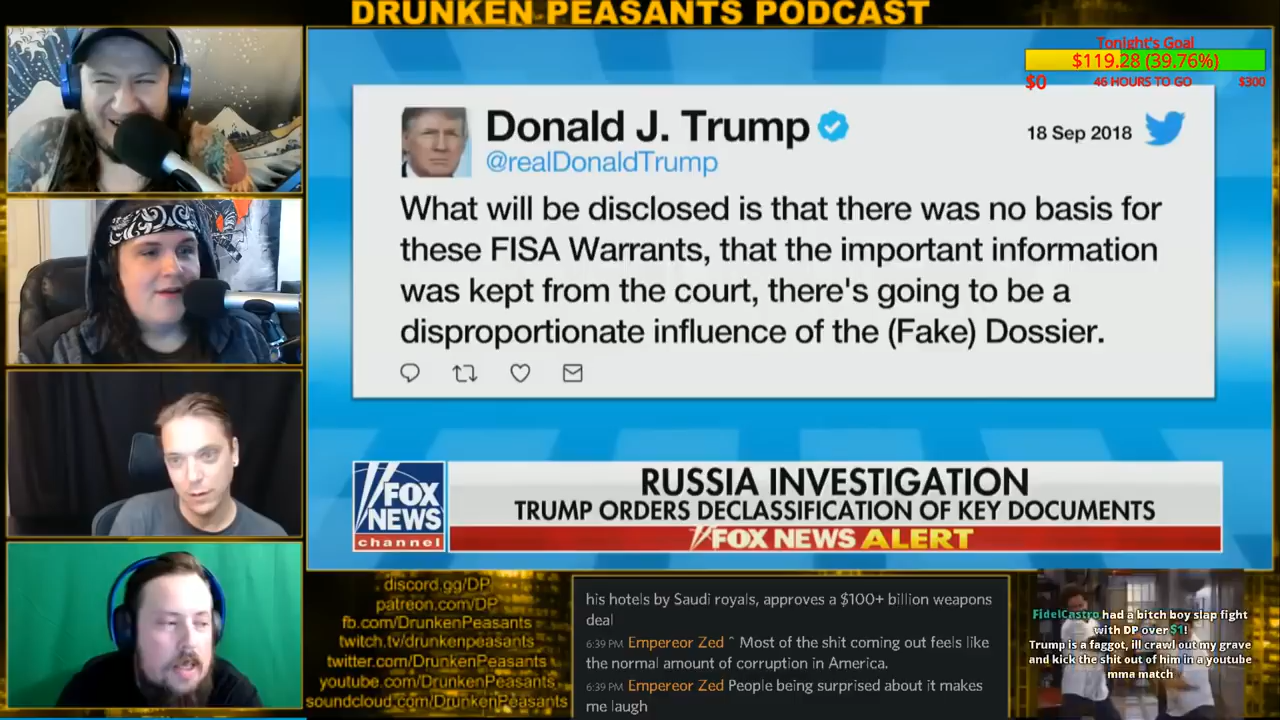 DRUNKEN PEASANTS PODCAST
Tonight's Goal
$119.28 (39.76%)
$0
46 HOURS TO GO
$300
Donald J. Trump
@realDonaldTrump
18 Sep 2018
What will be disclosed is that there was no basis for
these FISA Warrants, that the important information
was kept from the court, there's going to be a
disproportionate influence of the (Fake) Dossier.
FOX
NEWS
channel
RUSSIA INVESTIGATION
TRUMP ORDERS DECLASSIFICATION OF KEY DOCUMENTS
FOX NEWS ALERT
discord.gg/DP
patreon.com/DP
fb.com/DrunkenPeasants
twitch.tv/drunkenpeasants
twitter.com/DrunkenPeasants
youtube.com/DrunkenPeasants
soundcloud.com/DrunkenPeasants
his hotels by Saudi royals, approves a $100+ billion weapons
deal
6:39 PM Empereor Zed ^ Most of the shit coming out feels like
the normal amount of corruption in America.
6:39 PM Empereor Zed People being surprised about it makes
me laugh
FidelCastro had a bitch boy slap fight
with DP over $1!
Trump is a faggot, ill crawl out my grave
and kick the shit out of him in a youtube
mma match